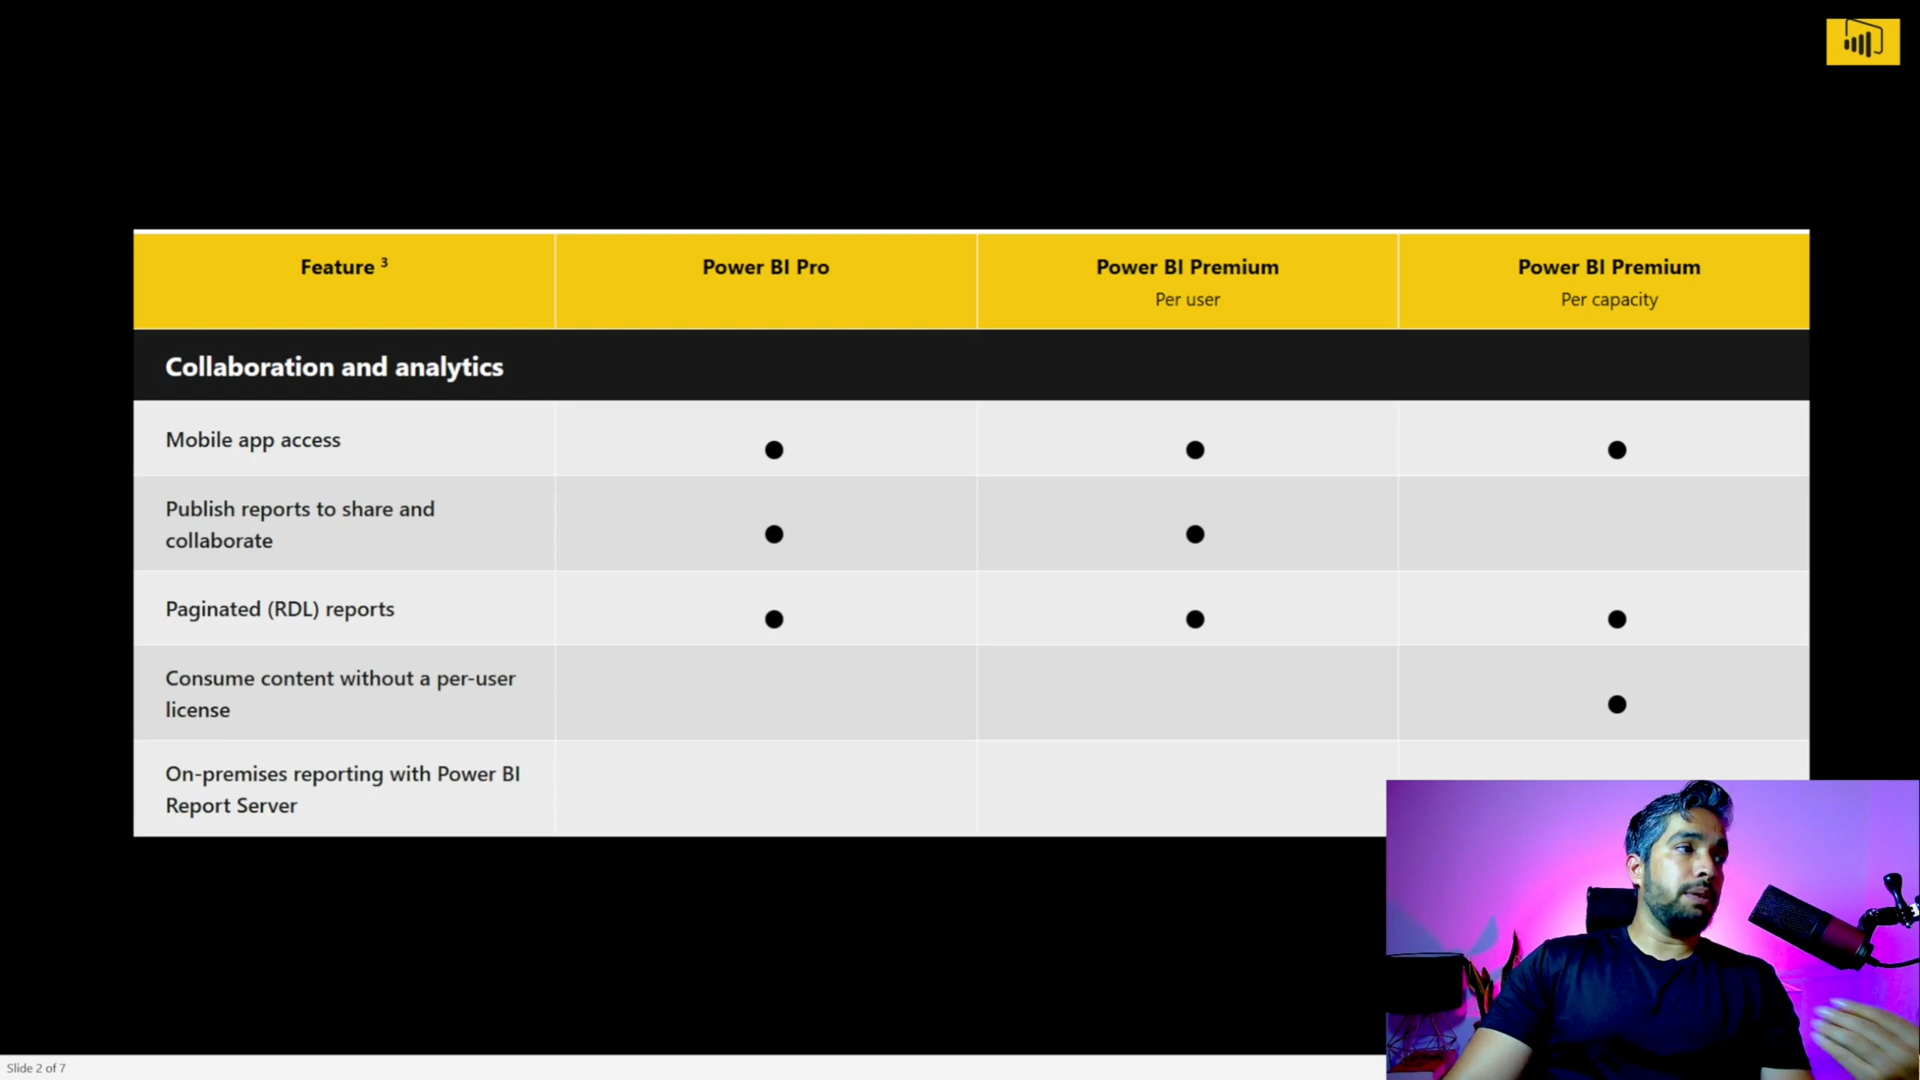 Feature ³
Power BI Pro
Power BI Premium
Per user
Power BI Premium
Per capacity
Collaboration and analytics
Mobile app access
Publish reports to share and
collaborate
Paginated (RDL) reports
Consume content without a per-user
license
On-premises reporting with Power BI
Report Server
Slide 2 of 7